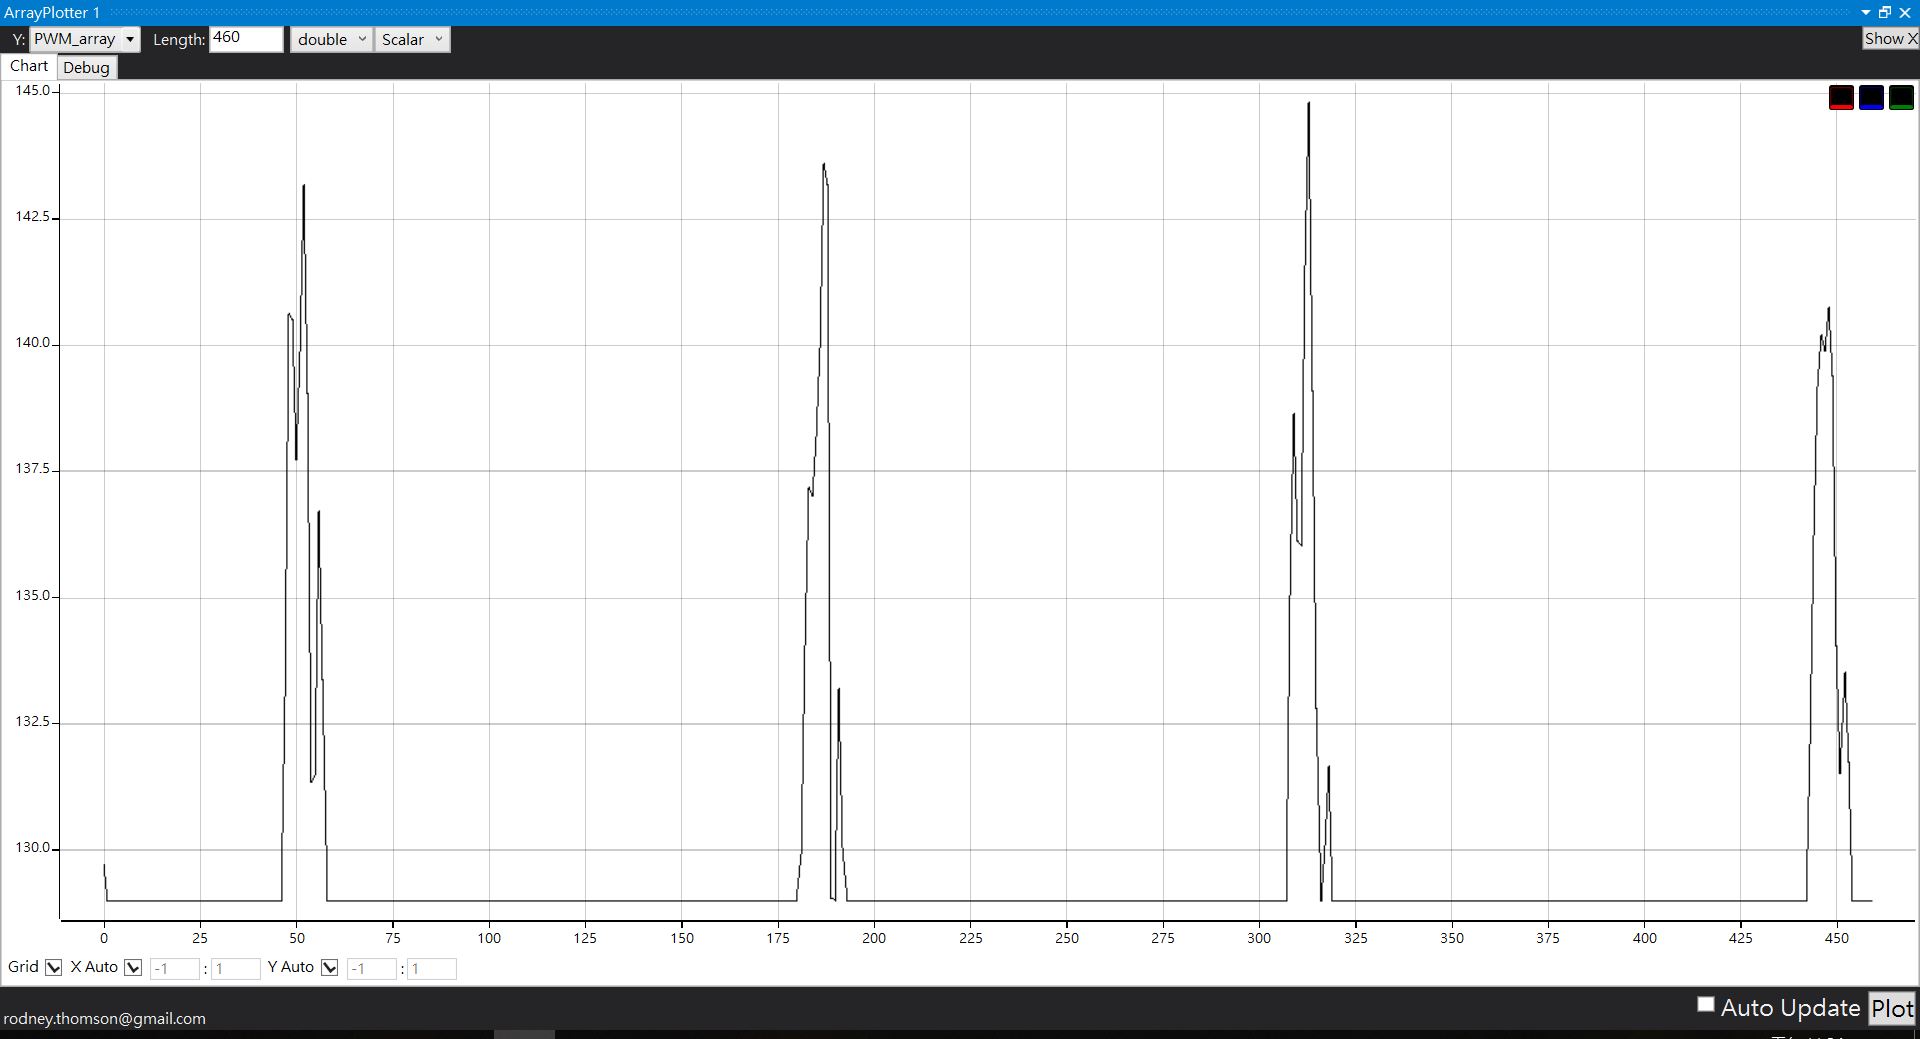 ArrayPlotter 1
Y: PWM_array Length: 460 double Scalar Show X
Chart Debug
145.0
142.5
140.0
137.5
135.0
132.5
130.0
0 25 50 75 100 125 150 175 200 225 250 275 300 325 350 375 400 425 450
Grid X Auto -1 : 1 Y Auto -1 : 1
Auto Update Plot
rodney.thomson@gmail.com